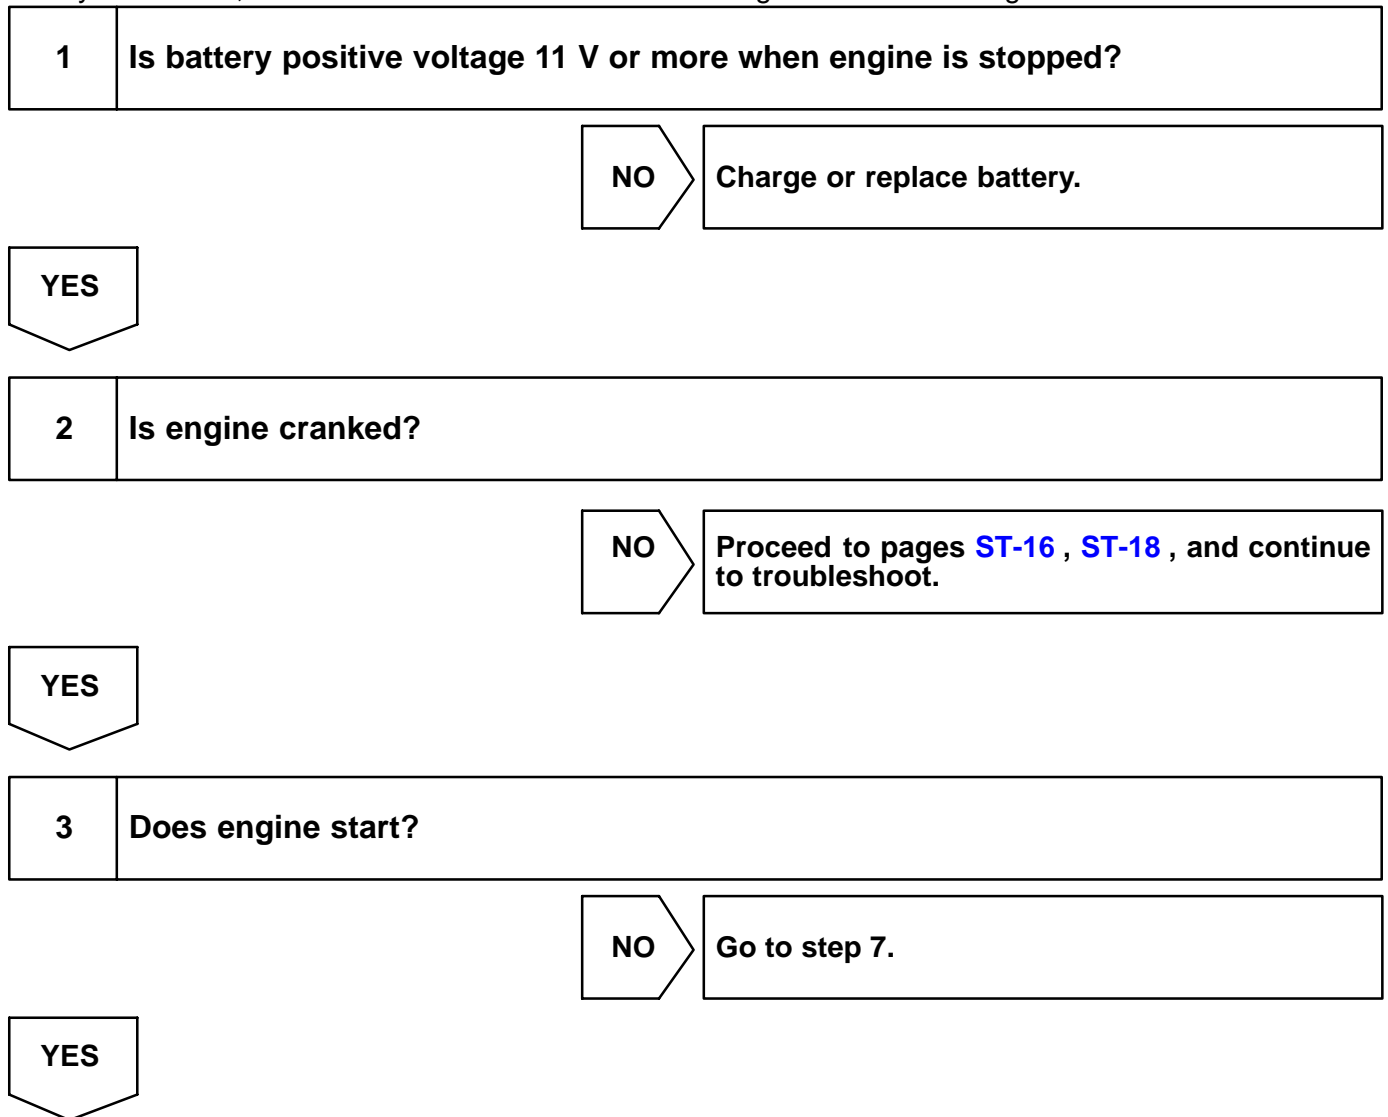 1 Is battery positive voltage 11 V or more when engine is stopped?
NO Charge or replace battery.
YES
2 Is engine cranked?
NO Proceed to pages ST-16 , ST-18 , and continue
to troubleshoot.
YES
3 Does engine start?
NO Go to step 7.
YES